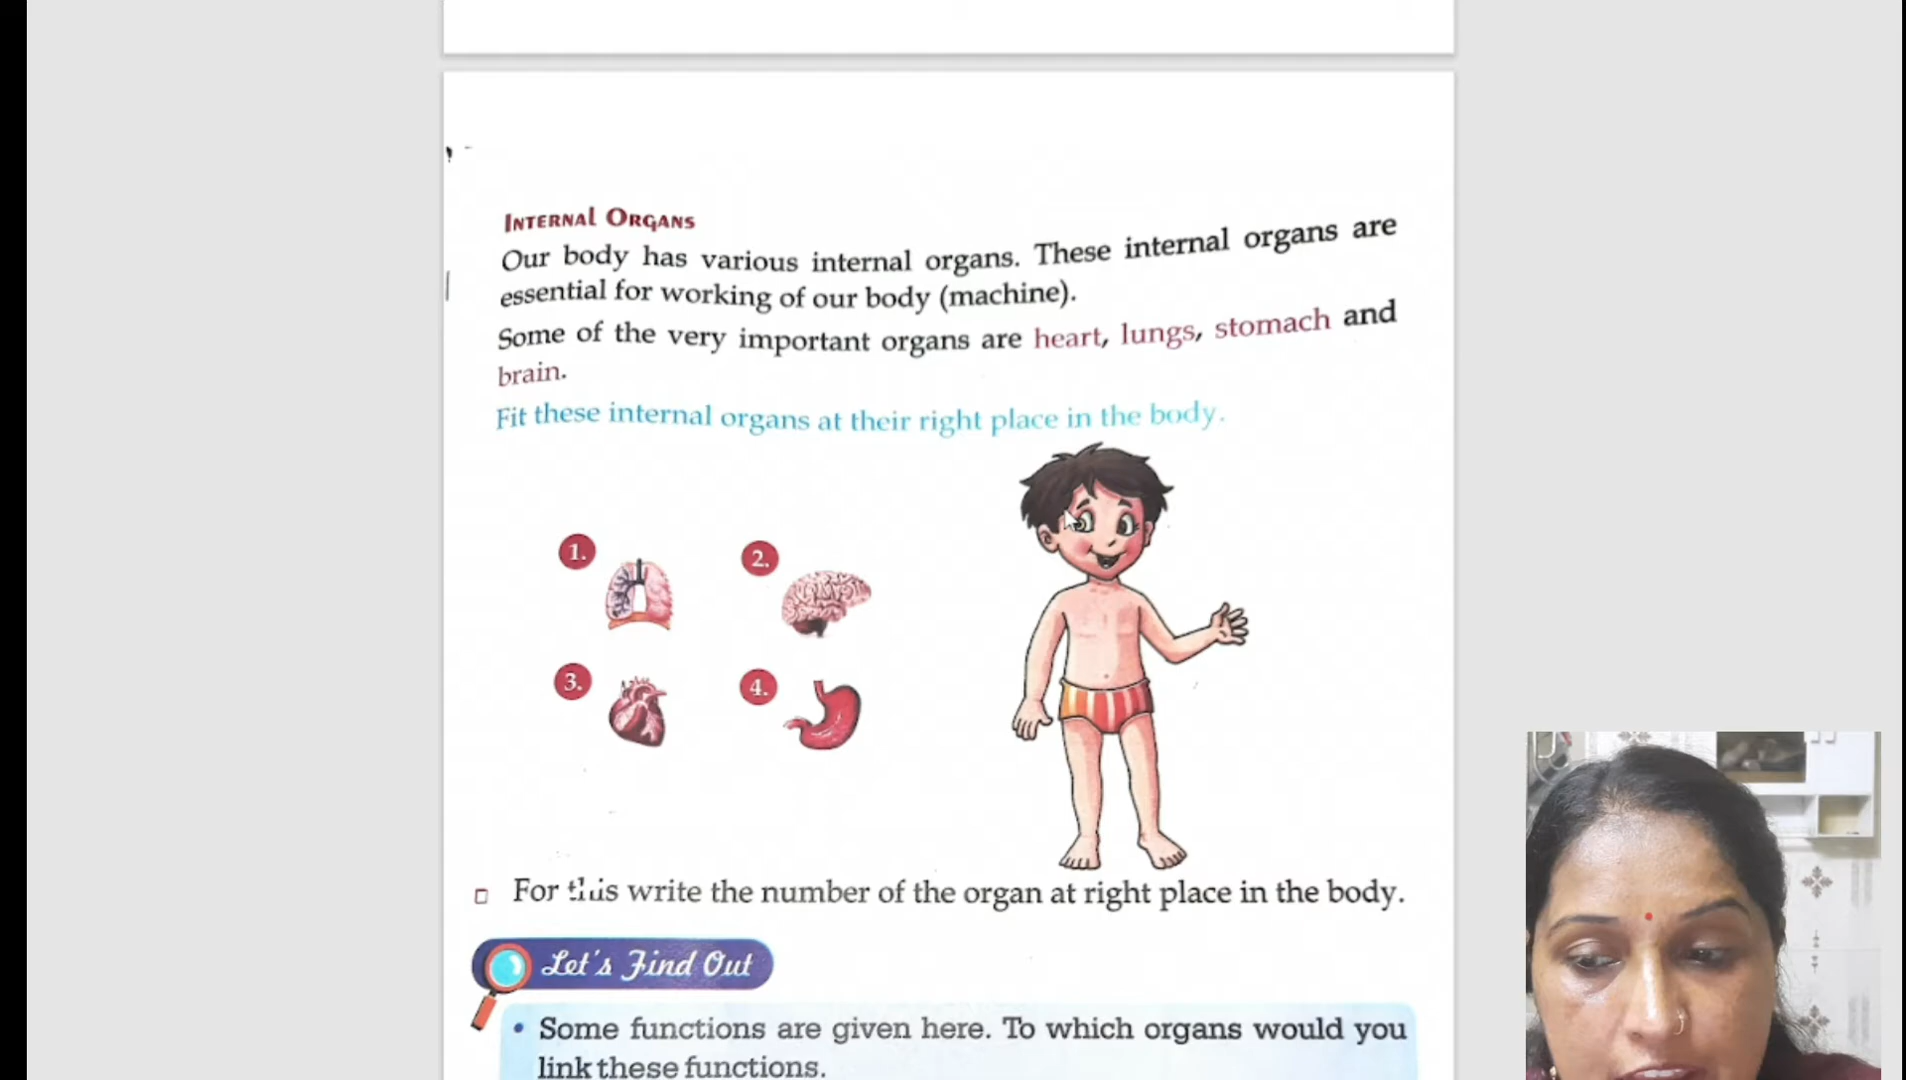 Internal Organs
Our body has various internal organs. These internal organs are
essential for working of our body (machine).
Some of the very important organs are heart, lungs, stomach and
brain.
Fit these internal organs at their right place in the body.
1.
2.
3.
4.
For this write the number of the organ at right place in the body.
Let's Find Out
• Some functions are given here. To which organs would you
link these functions.